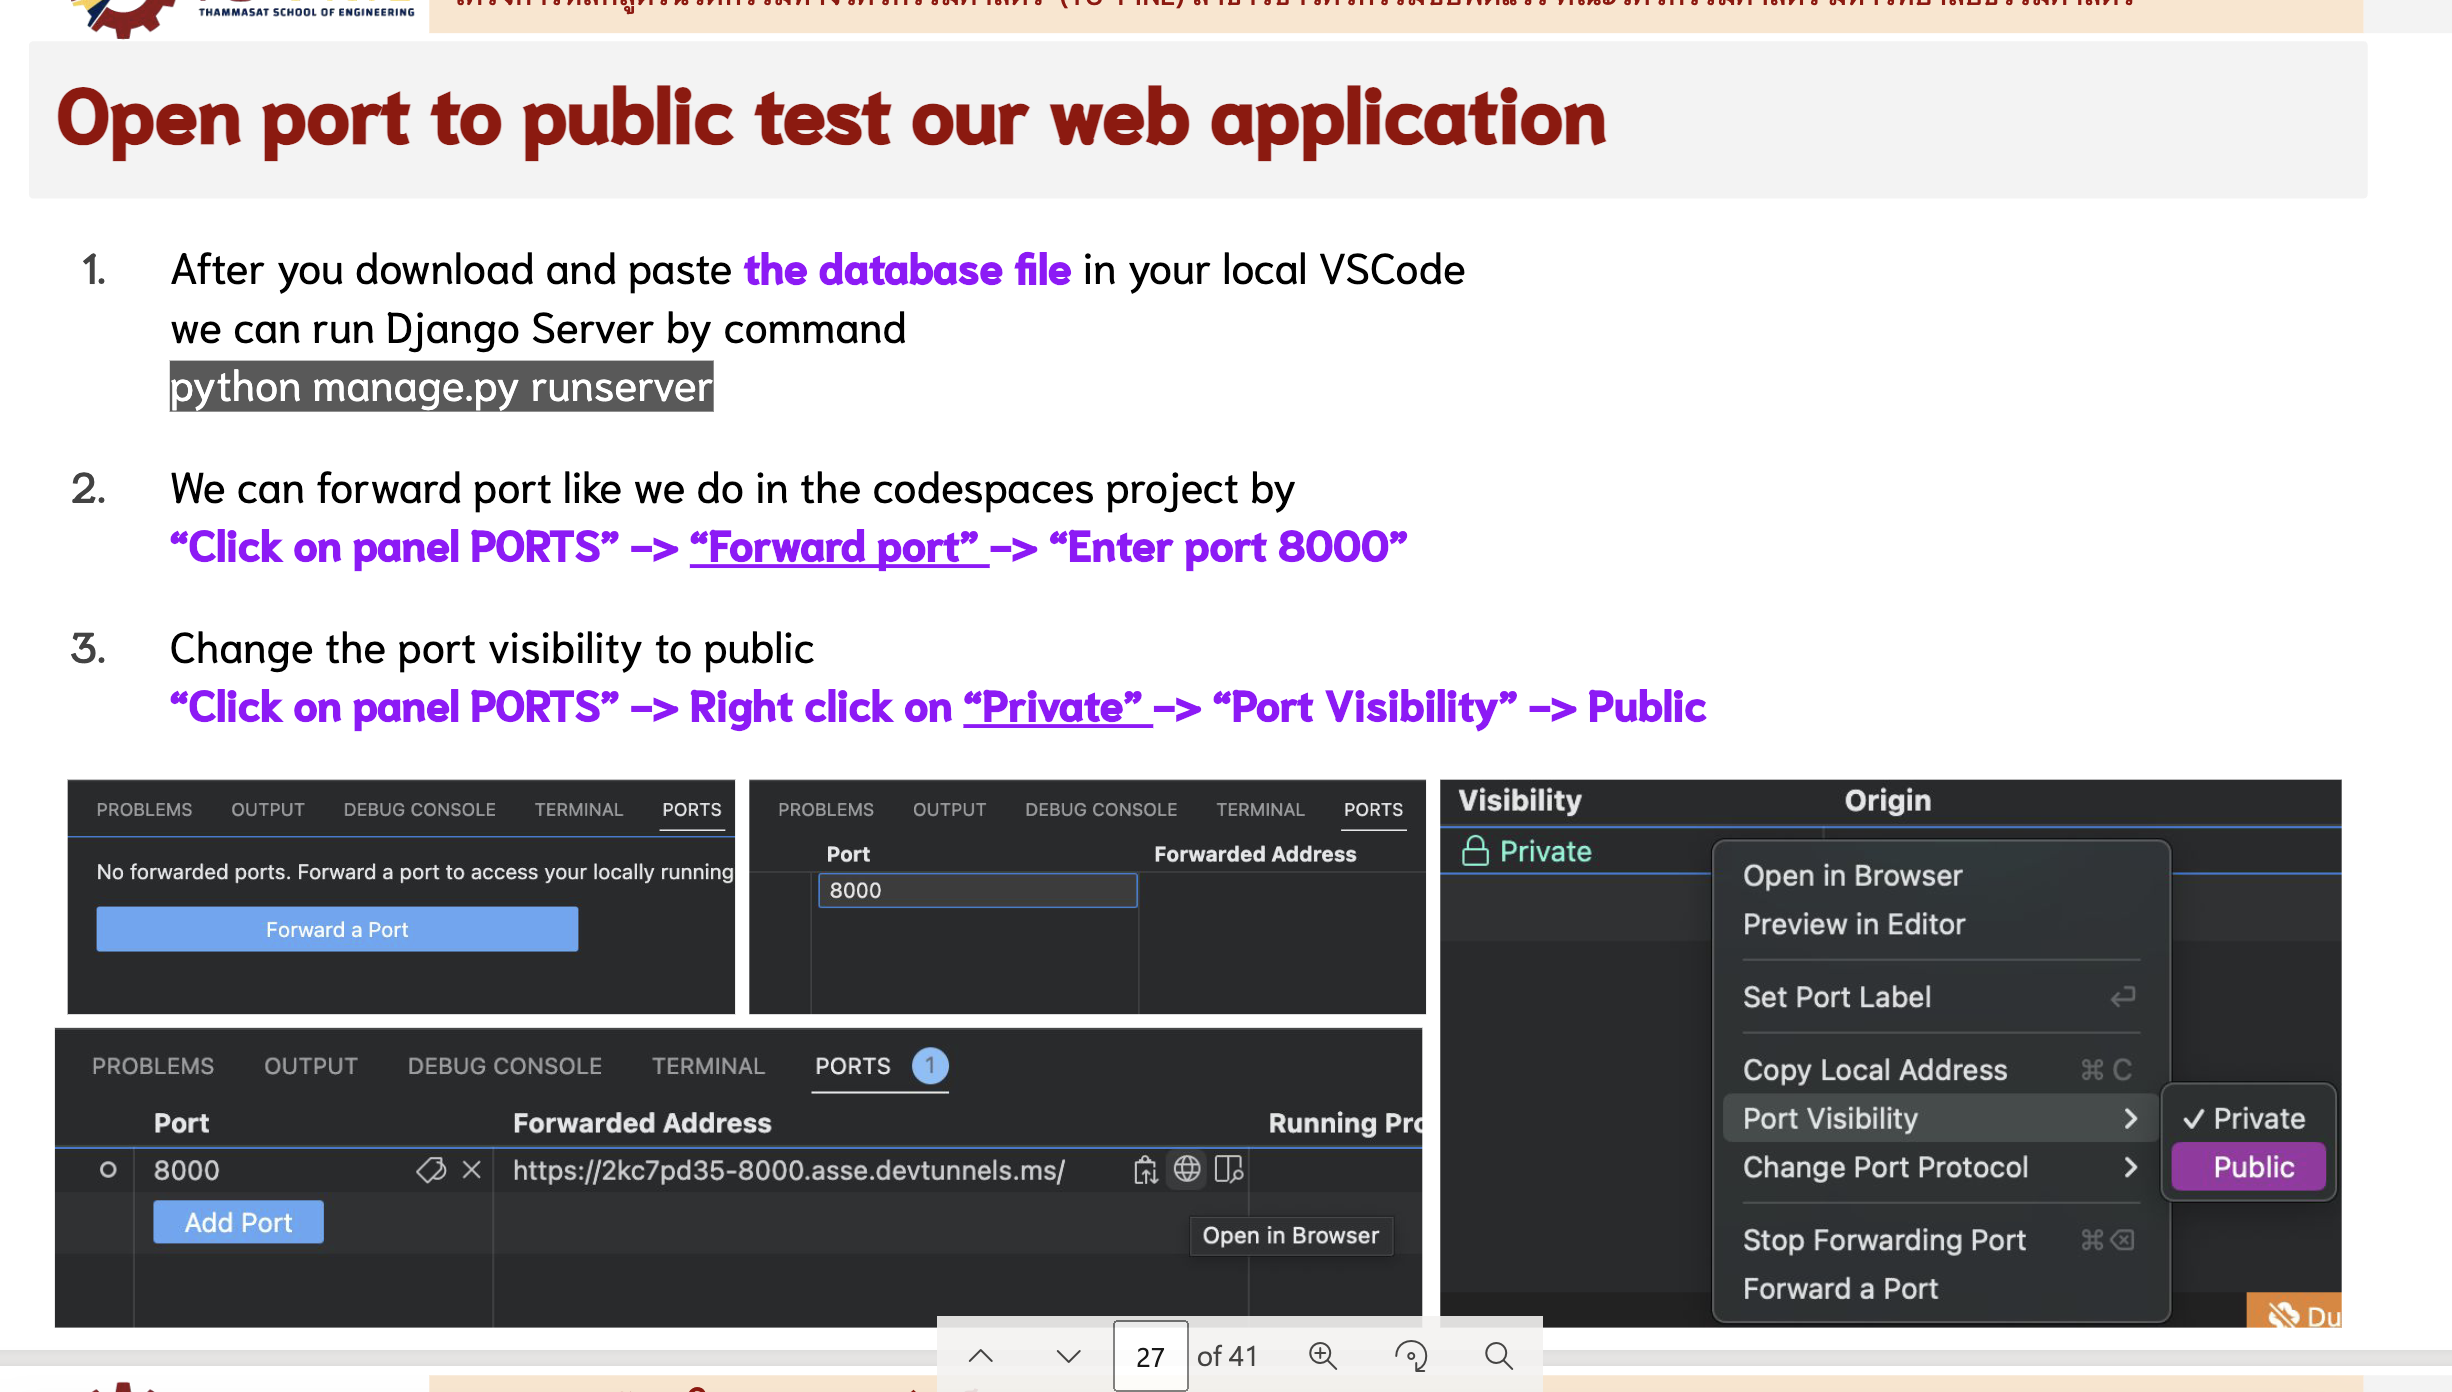 THAMMASAT SCHOOL OF ENGINEERING
Open port to public test our web application
1. After you download and paste the database file in your local VSCode
we can run Django Server by command
python manage.py runserver
2. We can forward port like we do in the codespaces project by
“Click on panel PORTS” –> “Forward port” –> “Enter port 8000”
3. Change the port visibility to public
“Click on panel PORTS” –> Right click on “Private” –> “Port Visibility” –> Public
PROBLEMS OUTPUT DEBUG CONSOLE TERMINAL PORTS
No forwarded ports. Forward a port to access your locally running
Forward a Port
PROBLEMS OUTPUT DEBUG CONSOLE TERMINAL PORTS
Port Forwarded Address
8000
Visibility Origin
Private
Open in Browser
Preview in Editor
Set Port Label
Copy Local Address ⌘ C
Port Visibility
Change Port Protocol
Stop Forwarding Port ⌘⌫
Forward a Port
✓ Private
Public
Du
PROBLEMS OUTPUT DEBUG CONSOLE TERMINAL PORTS 1
Port Forwarded Address Running Pro
8000 https://2kc7pd35-8000.asse.devtunnels.ms/
Add Port
Open in Browser
27 of 41